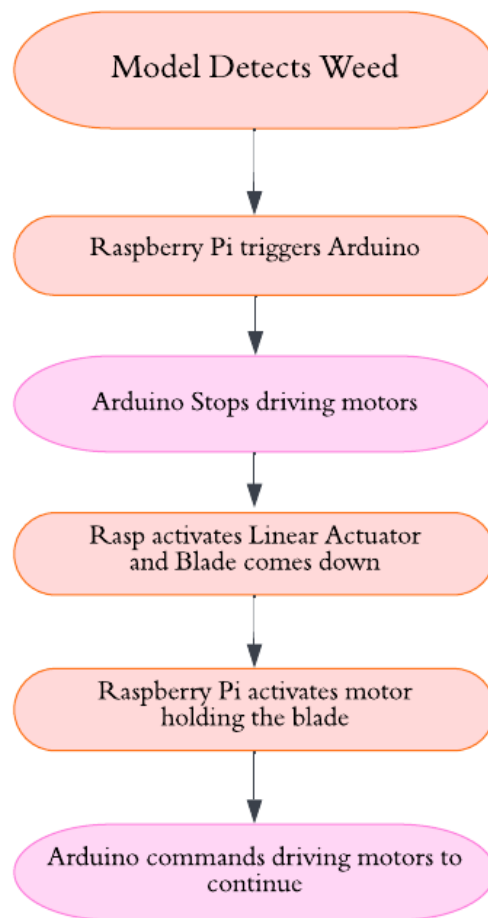 Model Detects Weed
Raspberry Pi triggers Arduino
Arduino Stops driving motors
Rasp activates Linear Actuator
and Blade comes down
Raspberry Pi activates motor
holding the blade
Arduino commands driving motors to
continue